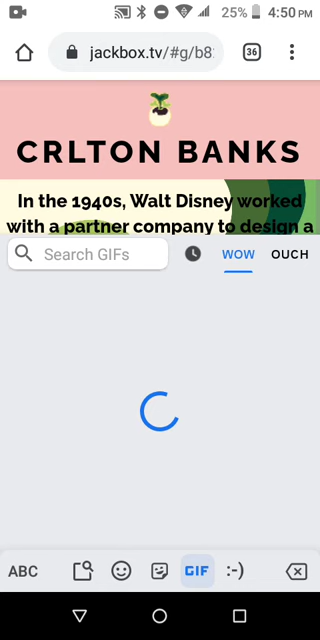 25% 4:50 PM
jackbox.tv/#g/b8
36
CRLTON BANKS
In the 1940s, Walt Disney worked
with a partner company to design a
Search GIFs WOW OUCH
ABC GIF :-)